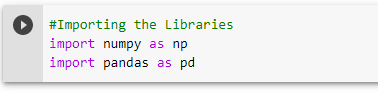 #Importing the Libraries
import numpy as np
import pandas as pd